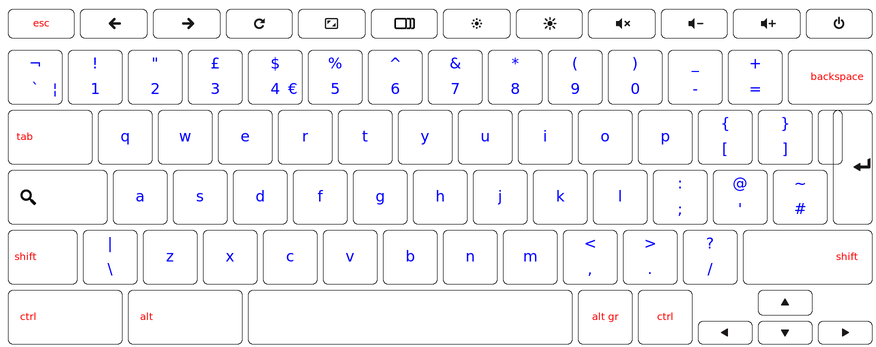 esc
¬ ! " £ $ % ^ & * ( ) _ +
` ¦ 1 2 3 4 € 5 6 7 8 9 0 - = backspace
tab q w e r t y u i o p { [ } ]
a s d f g h j k l : ; @ ' ~ #
shift | \ z x c v b n m < , > . ? / shift
ctrl alt alt gr ctrl